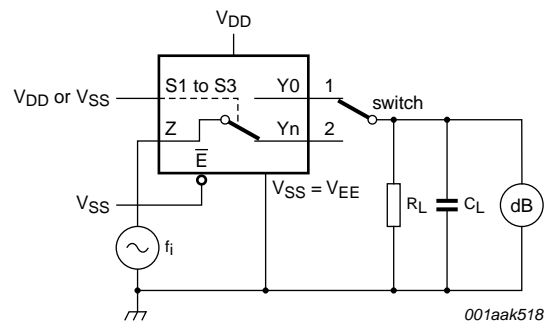 VDD
S1 to S3
Y0
1
switch
VDD or VSS
Z
Yn
2
E
VSS = VEE
VSS
RL
CL
dB
fi
001aak518